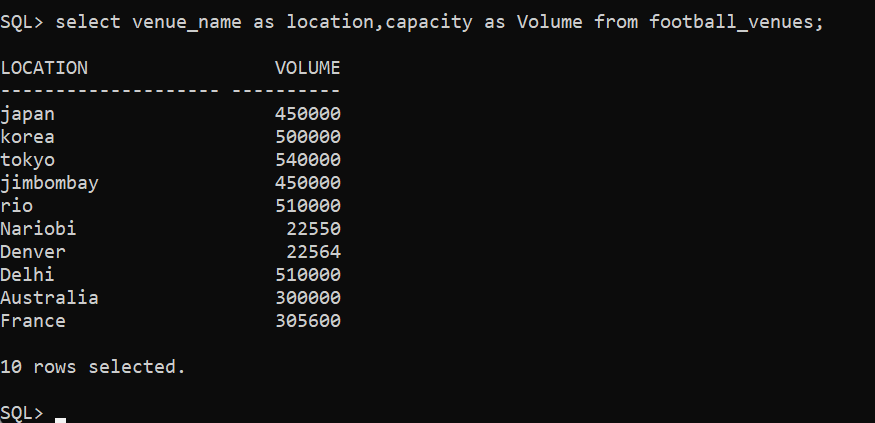 SQL> select venue_name as location,capacity as Volume from football_venues;
LOCATION                 VOLUME
-------------------- ----------
japan                    450000
korea                    500000
tokyo                    540000
jimbombay                450000
rio                      510000
Nariobi                   22550
Denver                    22564
Delhi                    510000
Australia                300000
France                   305600
10 rows selected.
SQL>